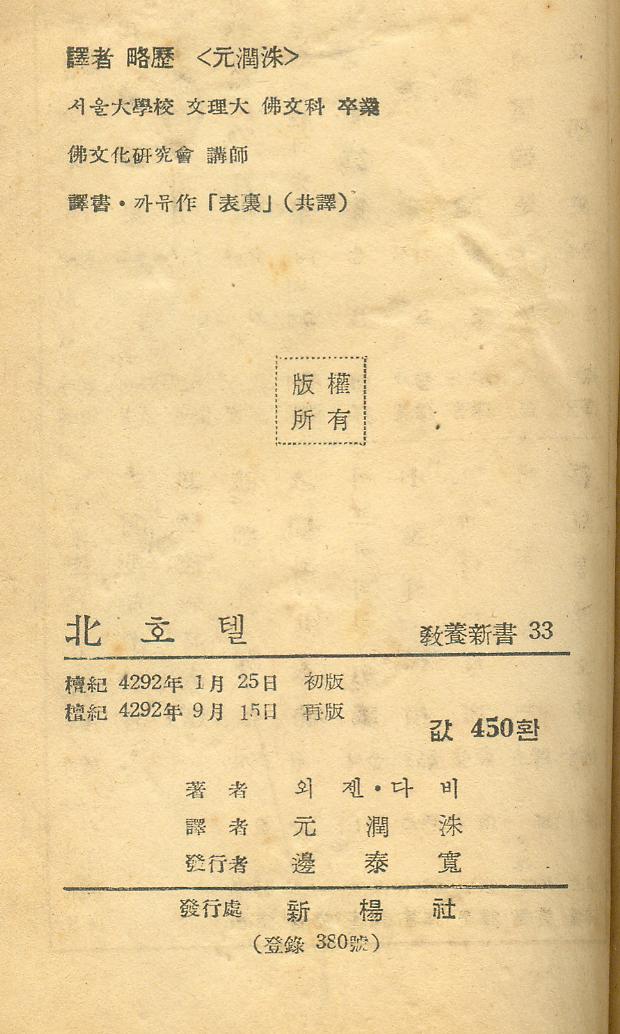 譯者 略歷 <元潤洙>
서울大學校 文理大 佛文科 卒業
佛文化硏究會 講師
譯書·까뮤作「表裏」(共譯)
版權
所有
北호텔 敎養新書 33
檀紀 4292年 1月 25日 初版
檀紀 4292年 9月 15日 再版
값 450환
著者 외젠·다비
譯者 元潤洙
發行者 邊泰寬
發行處 新楊社
(登錄 380號)